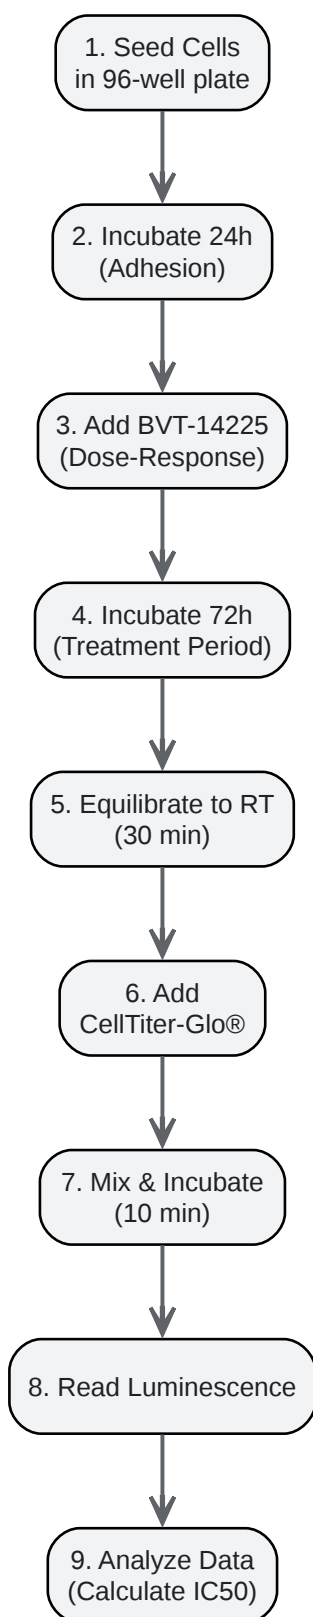 1. Seed Cells
in 96-well plate
2. Incubate 24h
(Adhesion)
3. Add BVT-14225
(Dose-Response)
4. Incubate 72h
(Treatment Period)
5. Equilibrate to RT
(30 min)
6. Add
CellTiter-Glo®
7. Mix & Incubate
(10 min)
8. Read Luminescence
9. Analyze Data
(Calculate IC50)